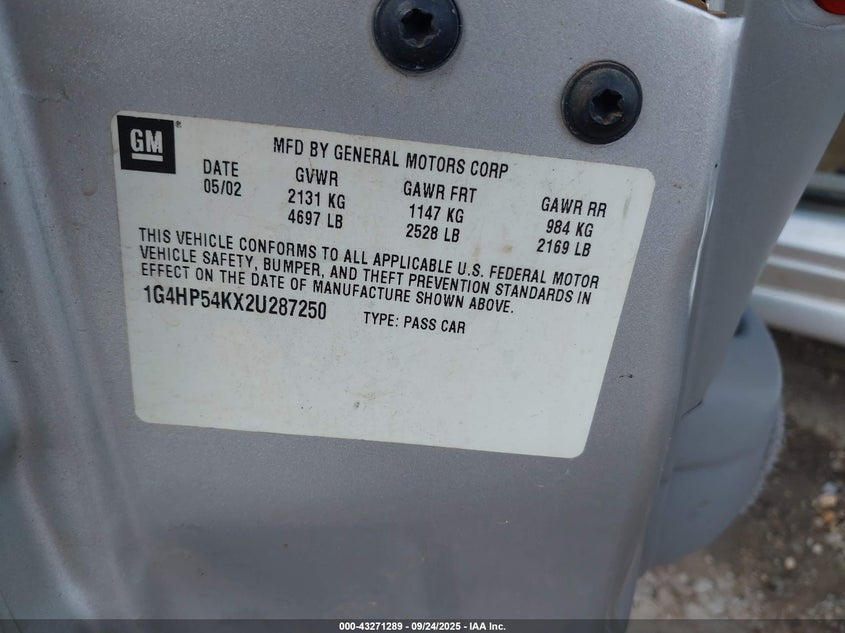 GM
MFD BY GENERAL MOTORS CORP
DATE GVWR GAWR FRT GAWR RR
05/02 2131 KG 1147 KG 984 KG
4697 LB 2528 LB 2169 LB
THIS VEHICLE CONFORMS TO ALL APPLICABLE U.S. FEDERAL MOTOR
VEHICLE SAFETY, BUMPER, AND THEFT PREVENTION STANDARDS IN
EFFECT ON THE DATE OF MANUFACTURE SHOWN ABOVE.
1G4HP54KX2U287250 TYPE: PASS CAR
000-43271289 - 09/24/2025 - IAA Inc.